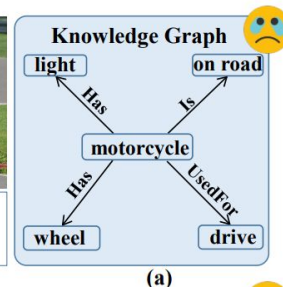 Knowledge Graph
light
on road
Has
Is
motorcycle
Has
UsedFor
wheel
drive
(a)